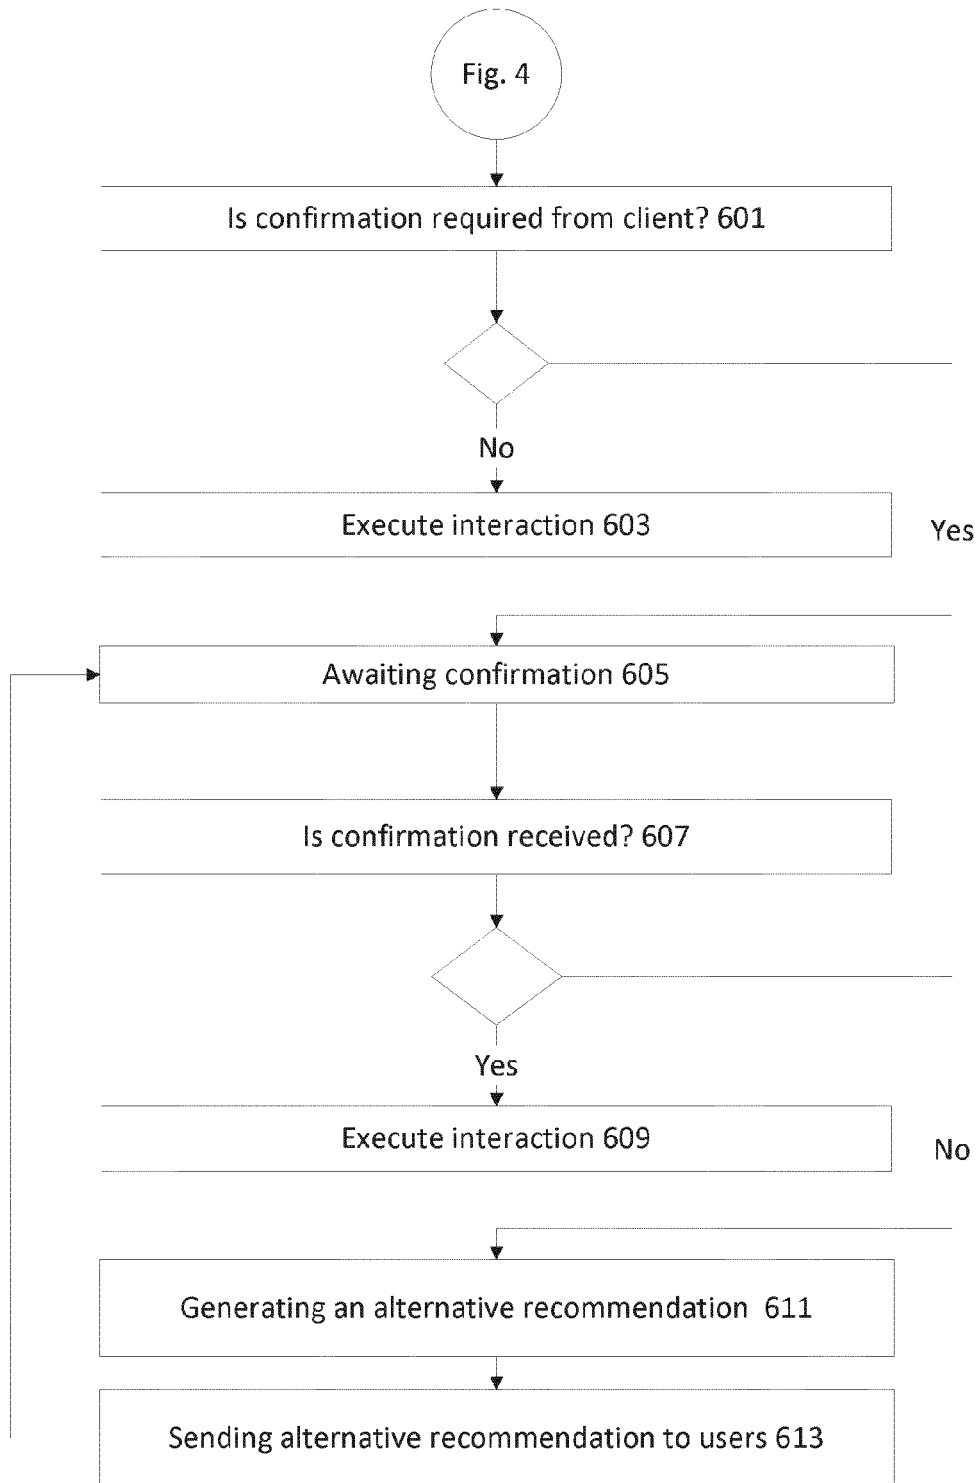 Fig. 4
Is confirmation required from client? 601
No
Execute interaction 603
Yes
Awaiting confirmation 605
Is confirmation received? 607
Yes
Execute interaction 609
No
Generating an alternative recommendation 611
Sending alternative recommendation to users 613